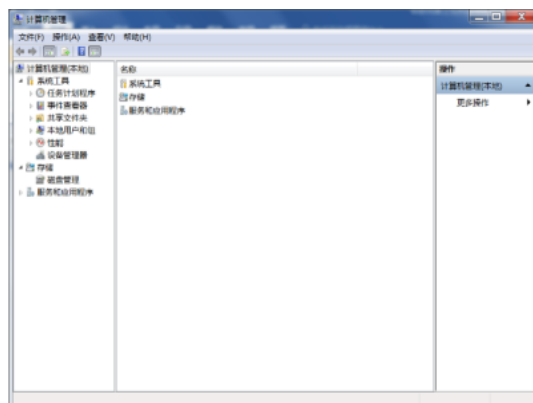 计算机管理
文件(F) 操作(A) 查看(V) 帮助(H)
计算机管理(本地)
系统工具
任务计划程序
事件查看器
共享文件夹
本地用户和组
性能
设备管理器
存储
磁盘管理
服务和应用程序
名称
系统工具
存储
服务和应用程序
操作
计算机管理(本地)
更多操作